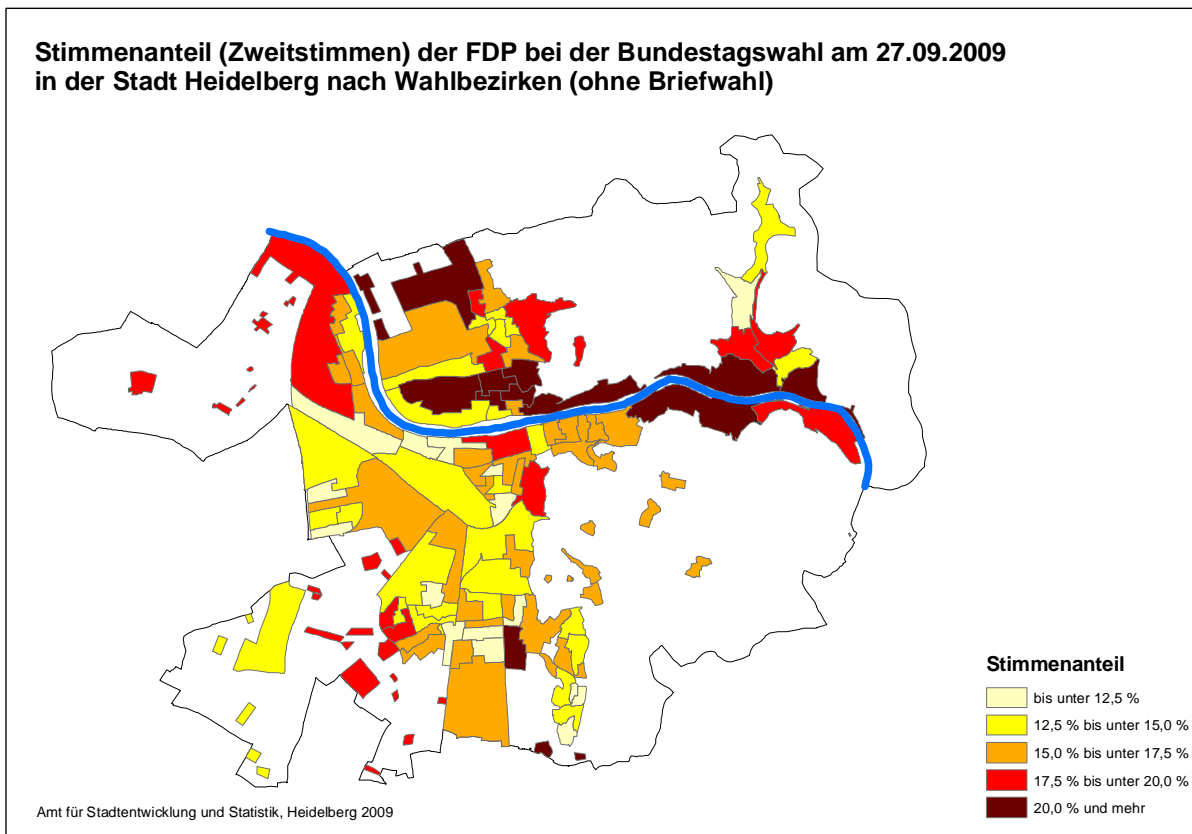 Stimmenanteil (Zweitstimmen) der FDP bei der Bundestagswahl am 27.09.2009
in der Stadt Heidelberg nach Wahlbezirken (ohne Briefwahl)
Stimmenanteil
bis unter 12,5 %
12,5 % bis unter 15,0 %
15,0 % bis unter 17,5 %
17,5 % bis unter 20,0 %
20,0 % und mehr
Amt für Stadtentwicklung und Statistik, Heidelberg 2009